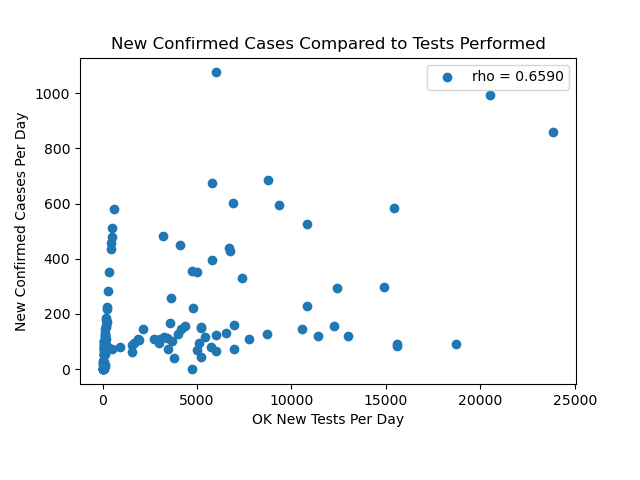 New Confirmed Cases Compared to Tests Performed
rho = 0.6590
New Confirmed Caeses Per Day
1000
800
600
400
200
0
0 5000 10000 15000 20000 25000
OK New Tests Per Day